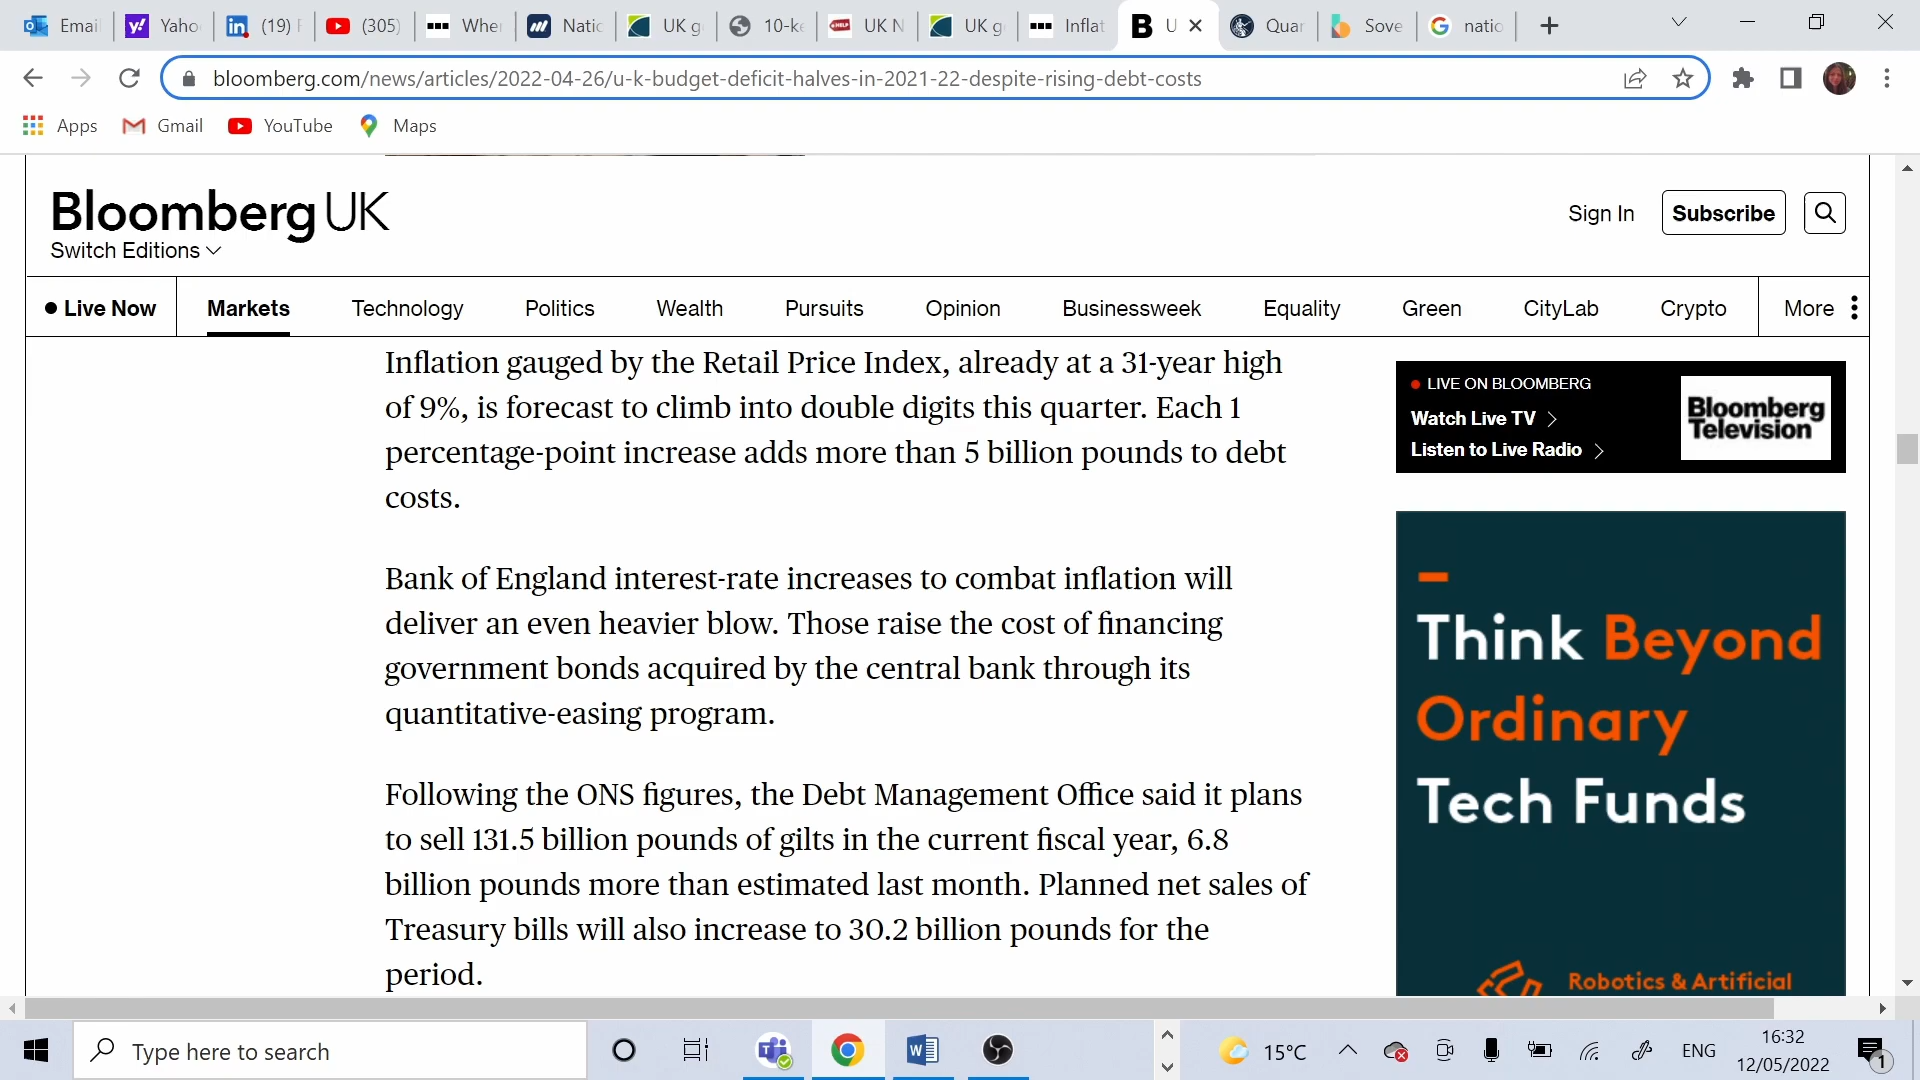 Email
Yaho
(19) F
(305)
Wher
Natio
UK g
10-ke
UK N
UK g
Inflat
U
Quar
Sove
natio
bloomberg.com/news/articles/2022-04-26/u-k-budget-deficit-halves-in-2021-22-despite-rising-debt-costs
Apps
Gmail
YouTube
Maps
Bloomberg UK
Switch Editions
Sign In
Subscribe
Live Now
Markets
Technology
Politics
Wealth
Pursuits
Opinion
Businessweek
Equality
Green
CityLab
Crypto
More
Inflation gauged by the Retail Price Index, already at a 31-year high
of 9%, is forecast to climb into double digits this quarter. Each 1
percentage-point increase adds more than 5 billion pounds to debt
costs.
Bank of England interest-rate increases to combat inflation will
deliver an even heavier blow. Those raise the cost of financing
government bonds acquired by the central bank through its
quantitative-easing program.
Following the ONS figures, the Debt Management Office said it plans
to sell 131.5 billion pounds of gilts in the current fiscal year, 6.8
billion pounds more than estimated last month. Planned net sales of
Treasury bills will also increase to 30.2 billion pounds for the
period.
LIVE ON BLOOMBERG
Watch Live TV
Listen to Live Radio
Bloomberg
Television
Think Beyond
Ordinary
Tech Funds
Robotics & Artificial
Type here to search
15°C
ENG
16:32
12/05/2022
1